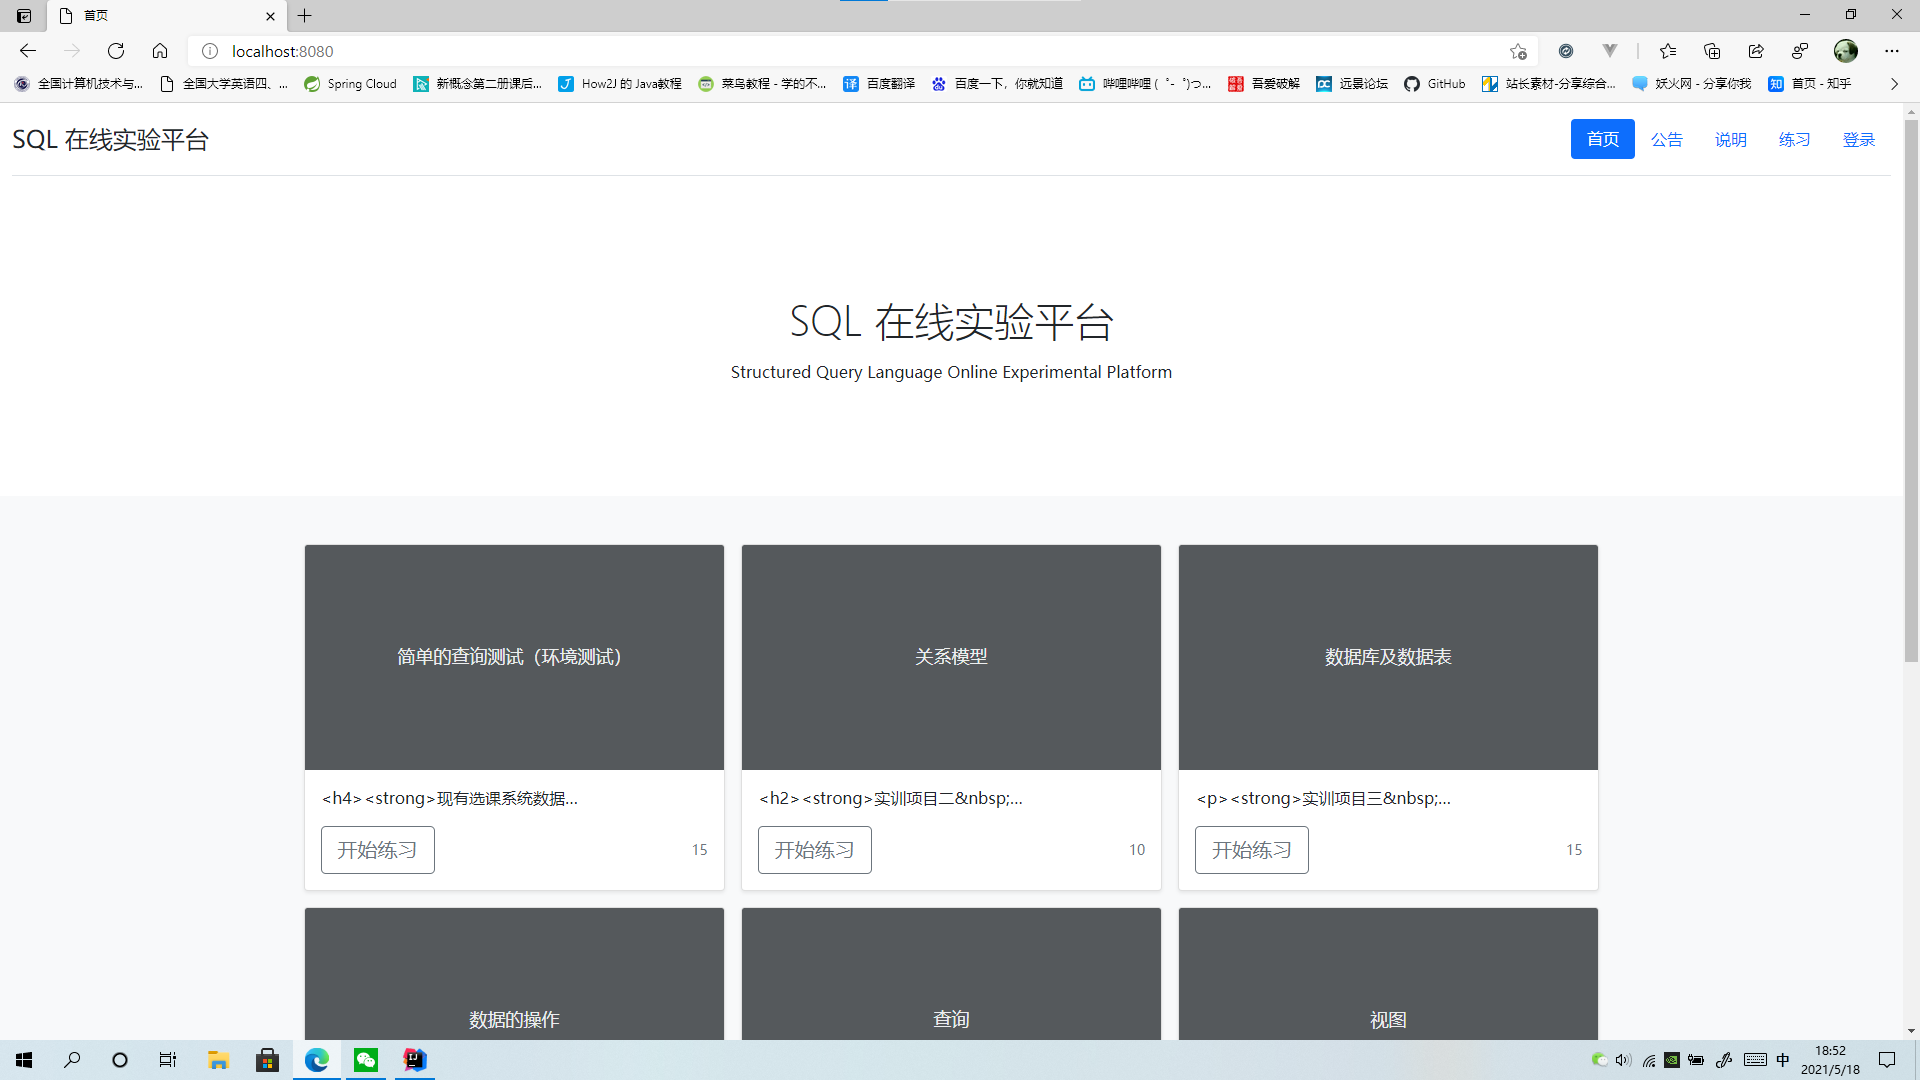 首页
localhost:8080
全国计算机技术与...
全国大学英语四、...
Spring Cloud
新概念第二册课后...
How2J 的 Java教程
菜鸟教程 - 学的不...
百度翻译
百度一下，你就知道
哔哩哔哩 (゜-゜)つ...
吾爱破解
远景论坛
GitHub
站长素材-分享综合...
妖火网 - 分享你我
首页 - 知乎
SQL 在线实验平台
首页
公告
说明
练习
登录
SQL 在线实验平台
Structured Query Language Online Experimental Platform
简单的查询测试（环境测试）
关系模型
数据库及数据表
<h4><strong>现有选课系统数据...
<h2><strong>实训项目二&nbsp;...
<p><strong>实训项目三&nbsp;...
开始练习
15
开始练习
10
开始练习
15
数据的操作
查询
视图
中
18:52
2021/5/18